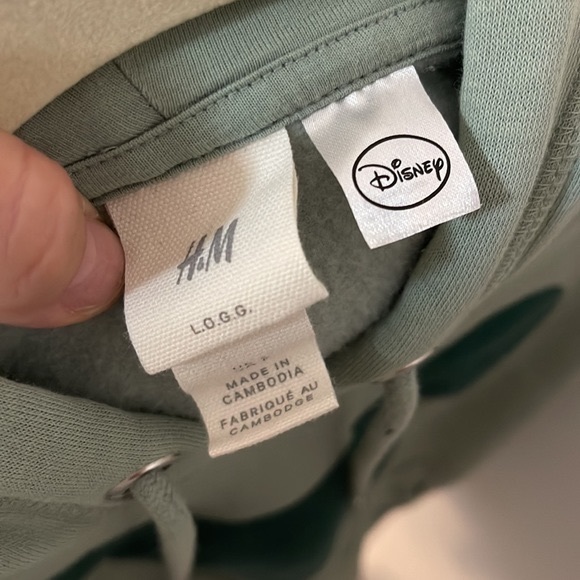 H&M
L.O.G.G.
MADE IN
CAMBODIA
FABRIQUÉ AU
CAMBODGE
Disney